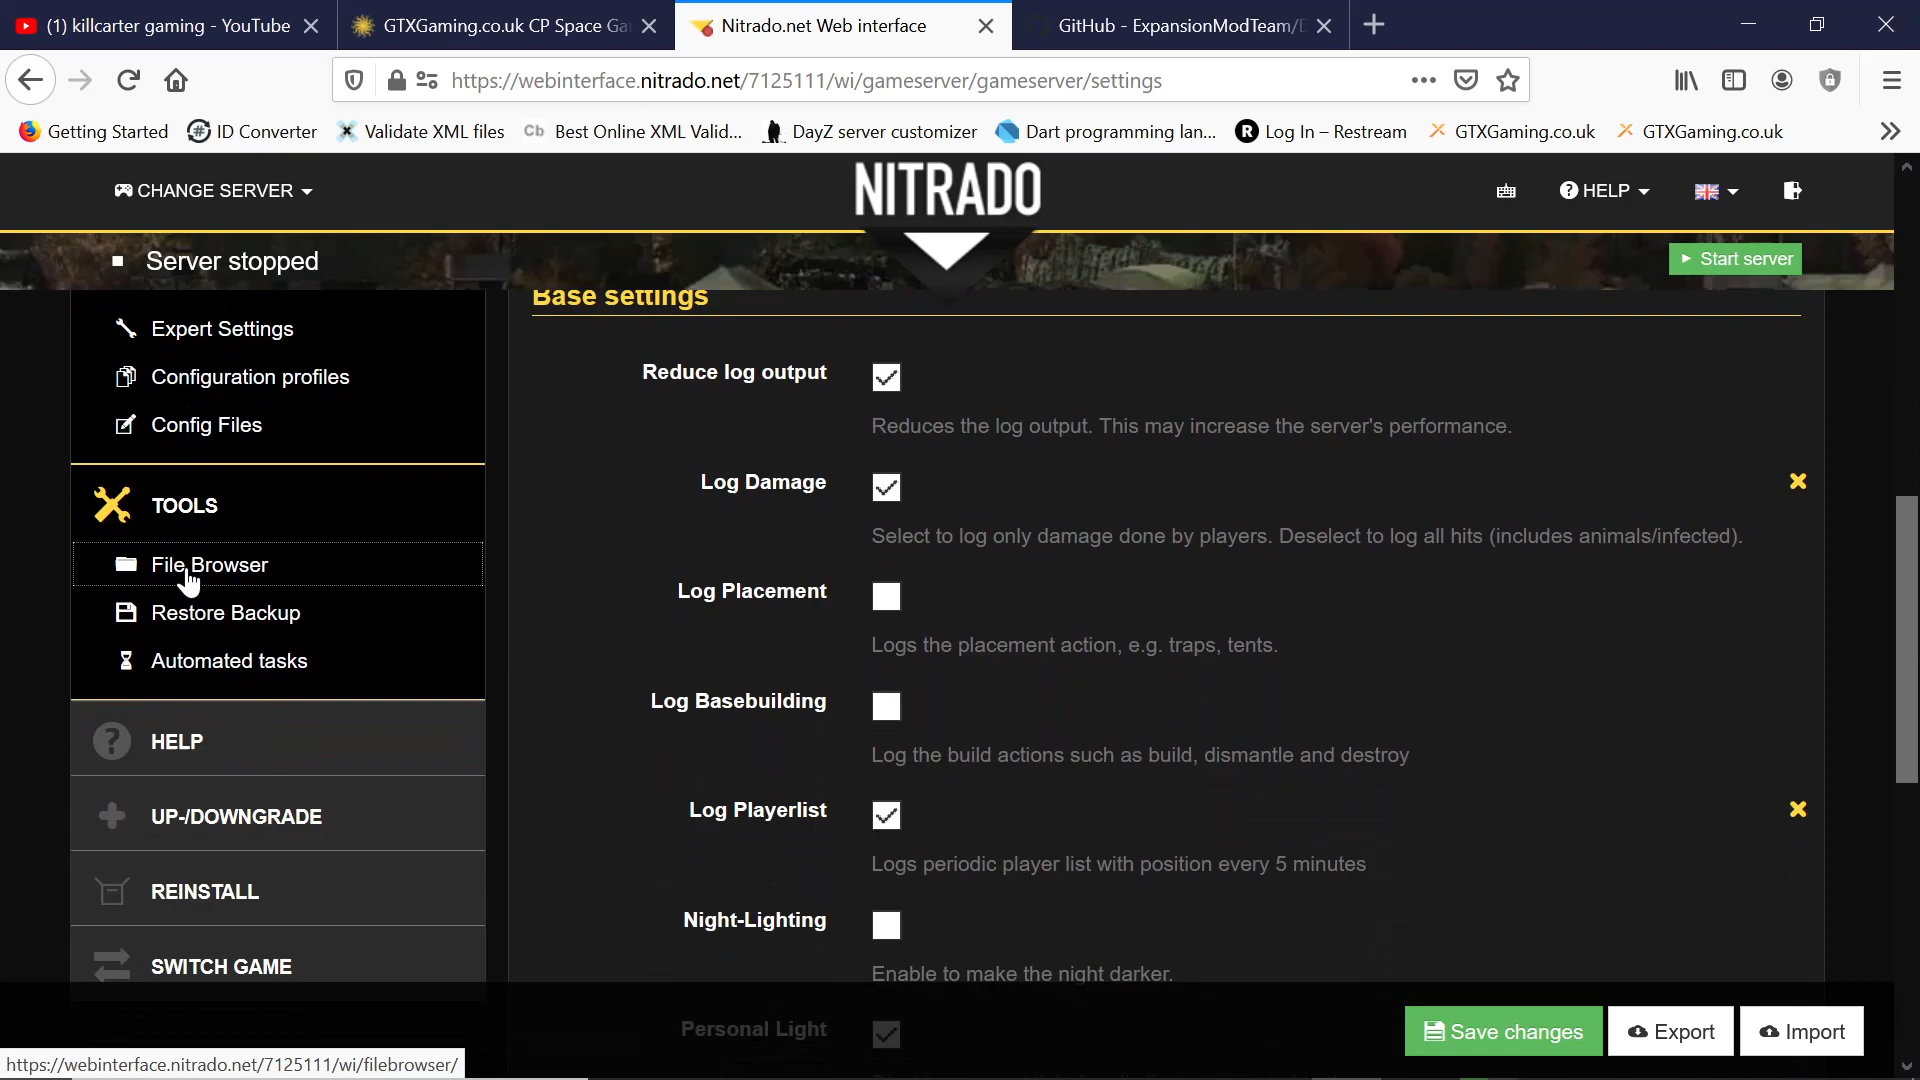 (1) killcarter gaming - YouTube
GTXGaming.co.uk CP Space Ga
Nitrado.net Web interface
GitHub - ExpansionModTeam/
https://webinterface.nitrado.net/7125111/wi/gameserver/gameserver/settings
Getting Started
ID Converter
Validate XML files
Cb Best Online XML Valid...
DayZ server customizer
Dart programming lan...
R Log In – Restream
GTXGaming.co.uk
GTXGaming.co.uk
CHANGE SERVER
NITRADO
HELP
Server stopped
Start server
Expert Settings
Configuration profiles
Config Files
TOOLS
File Browser
Restore Backup
Automated tasks
HELP
UP-/DOWNGRADE
REINSTALL
SWITCH GAME
Base settings
Reduce log output
Reduces the log output. This may increase the server's performance.
Log Damage
Select to log only damage done by players. Deselect to log all hits (includes animals/infected).
Log Placement
Logs the placement action, e.g. traps, tents.
Log Basebuilding
Log the build actions such as build, dismantle and destroy
Log Playerlist
Logs periodic player list with position every 5 minutes
Night-Lighting
Enable to make the night darker.
Personal Light
Save changes
Export
Import
https://webinterface.nitrado.net/7125111/wi/filebrowser/